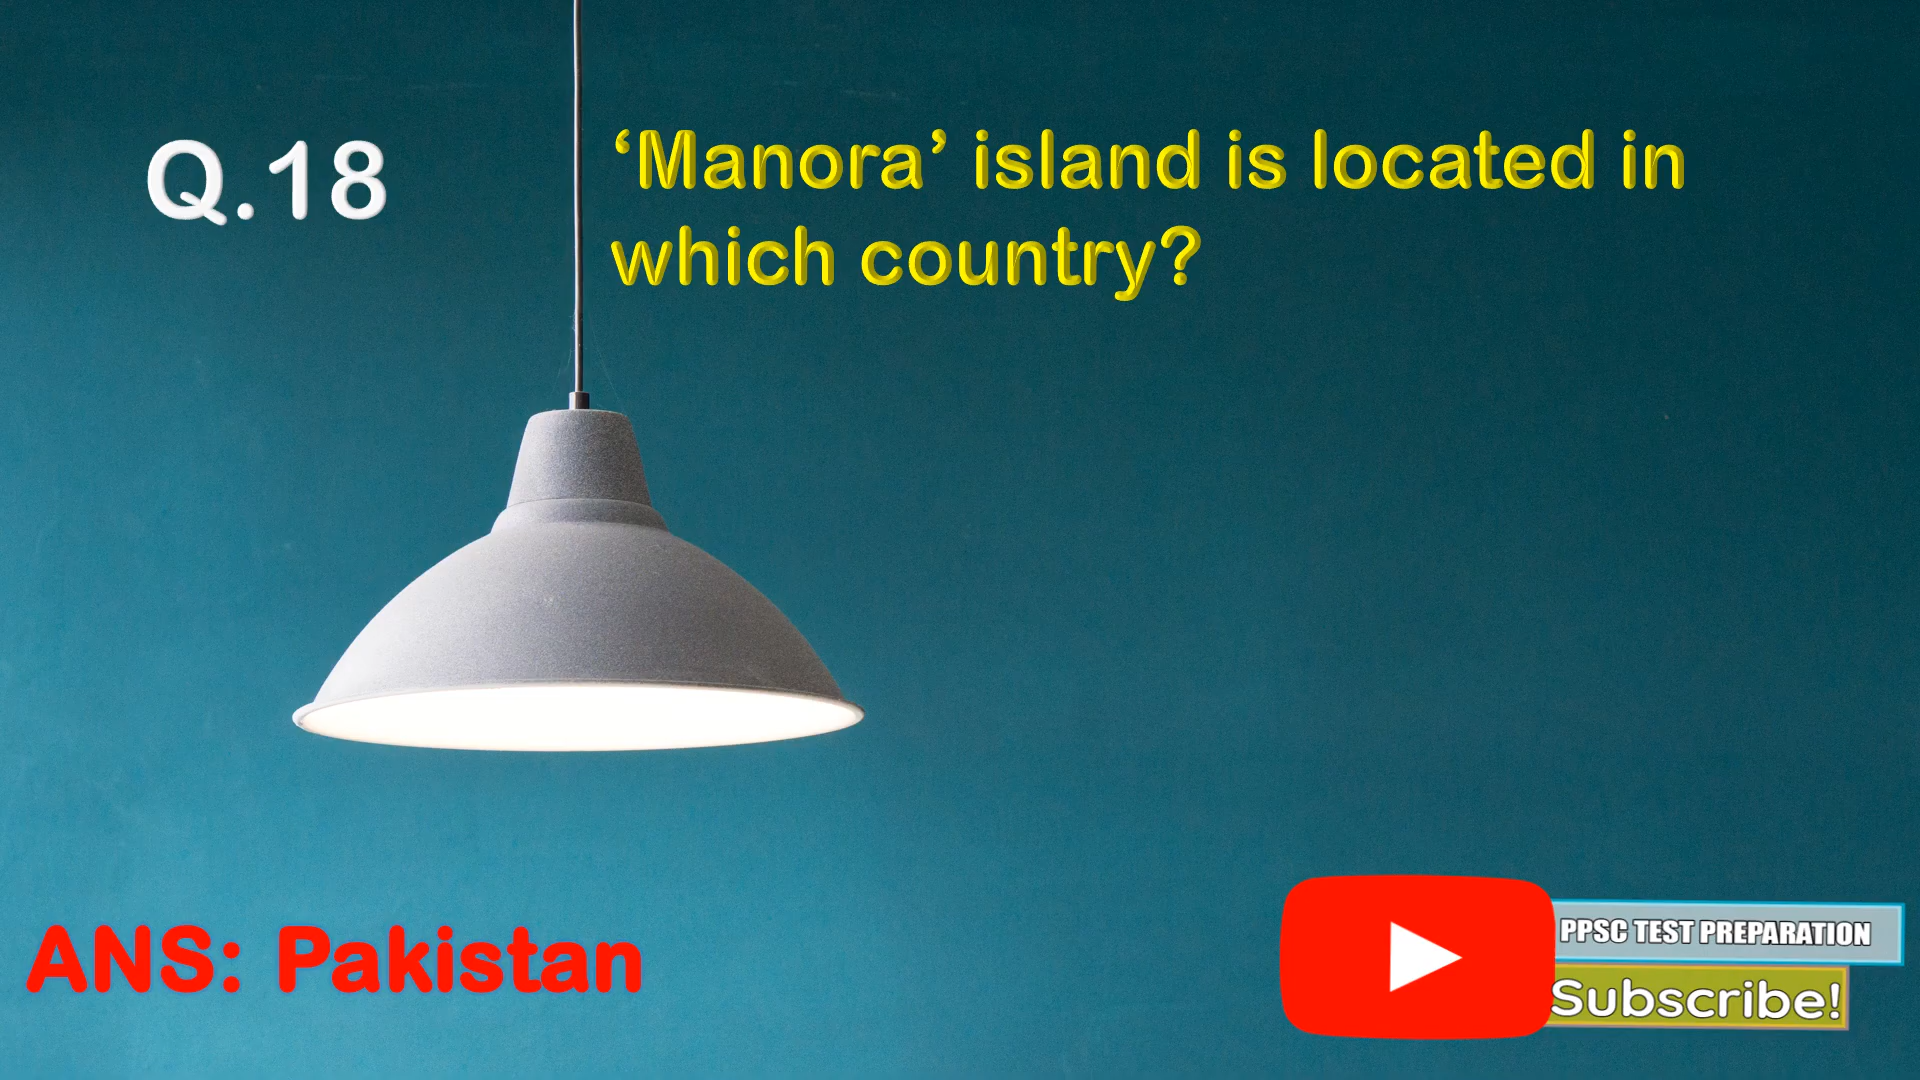 Q.18
‘Manora’ island is located in
which country?
ANS: Pakistan
PPSC TEST PREPARATION
Subscribe!